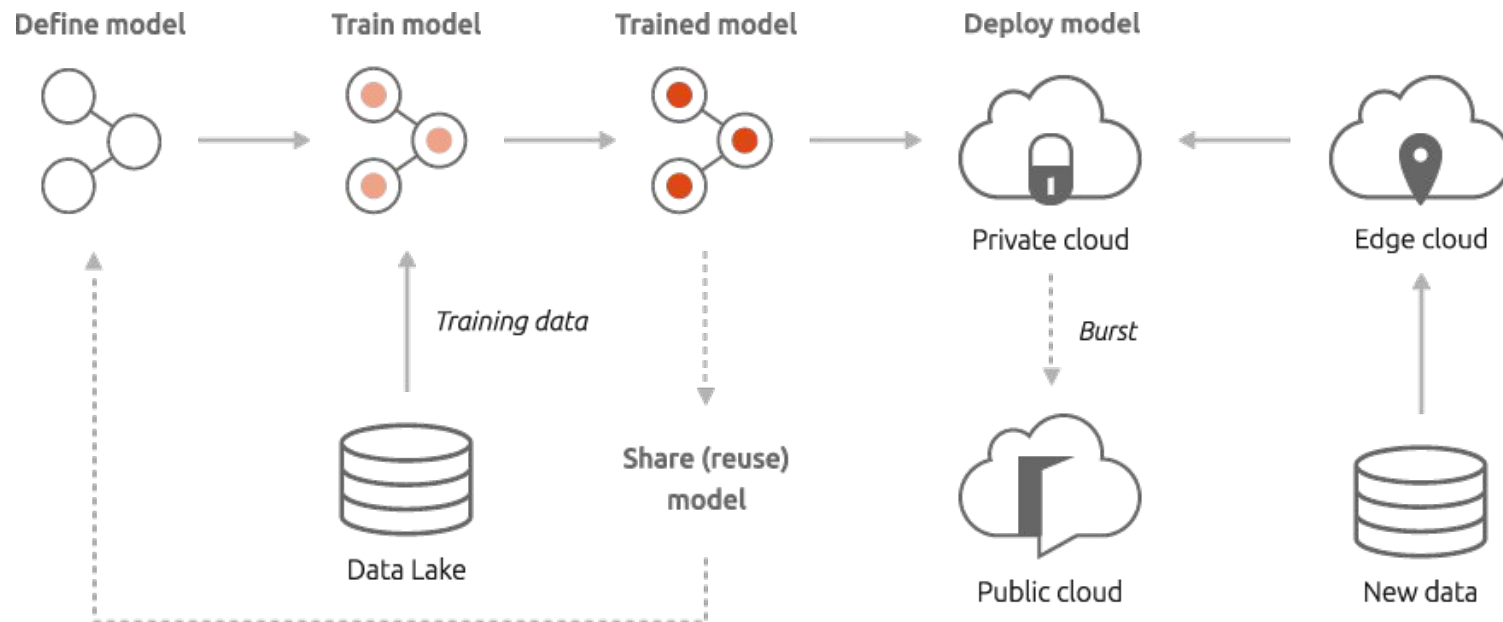 Define model
Train model
Trained model
Deploy model
Private cloud
Edge cloud
Training data
Burst
Share (reuse)
model
Data Lake
Public cloud
New data